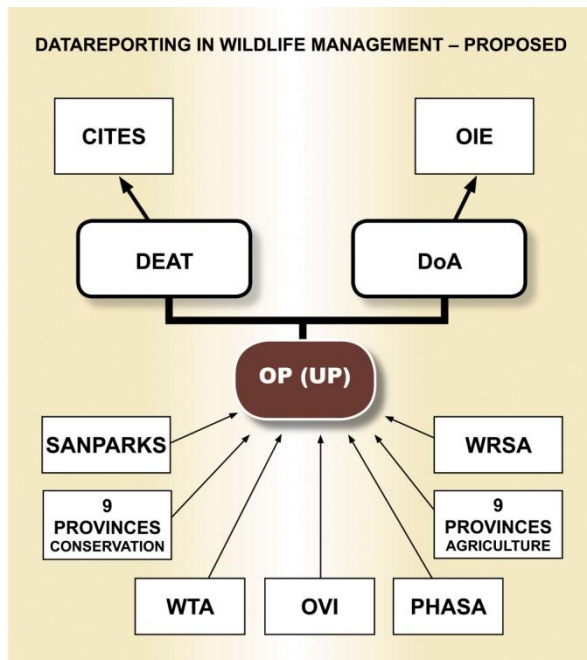 DATAREPORTING IN WILDLIFE MANAGEMENT – PROPOSED
CITES
OIE
DEAT
DoA
OP (UP)
SANPARKS
WRSA
9
PROVINCES
CONSERVATION
9
PROVINCES
AGRICULTURE
WTA
OVI
PHASA